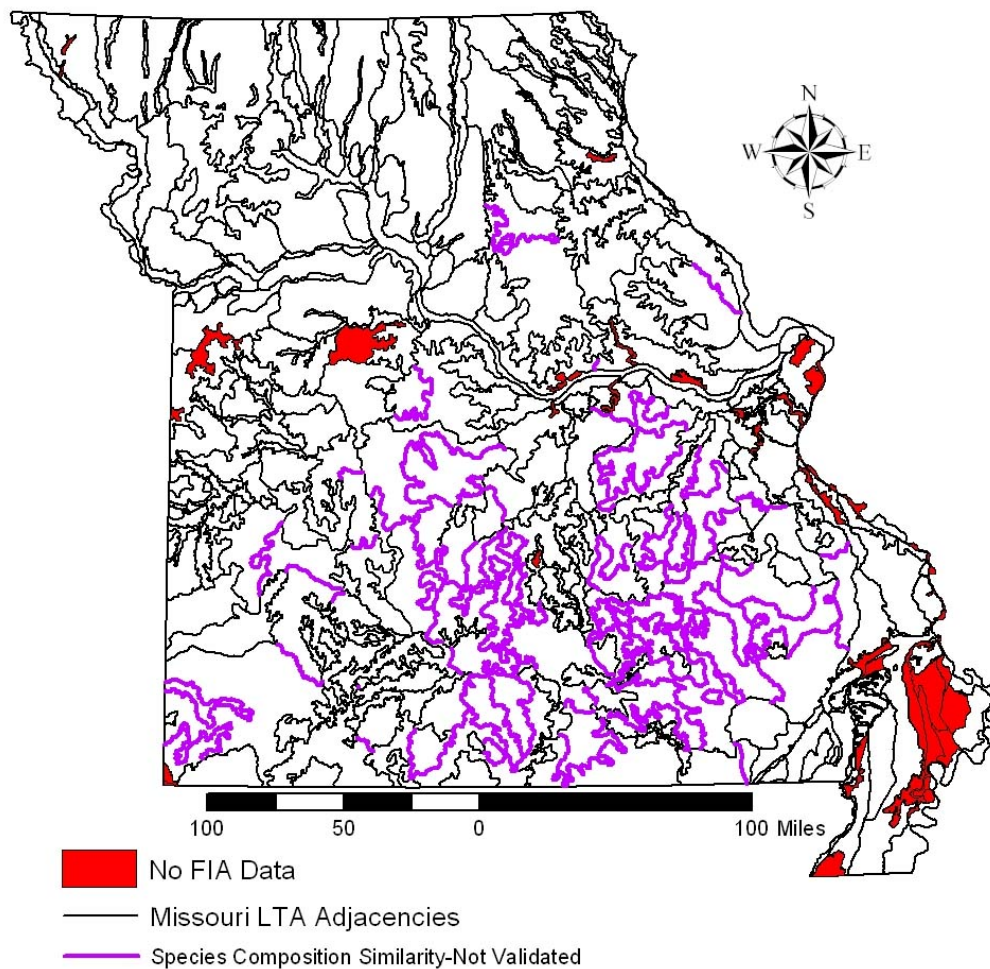 N
W E
S
100 50 0 100 Miles
No FIA Data
Missouri LTA Adjacencies
Species Composition Similarity-Not Validated